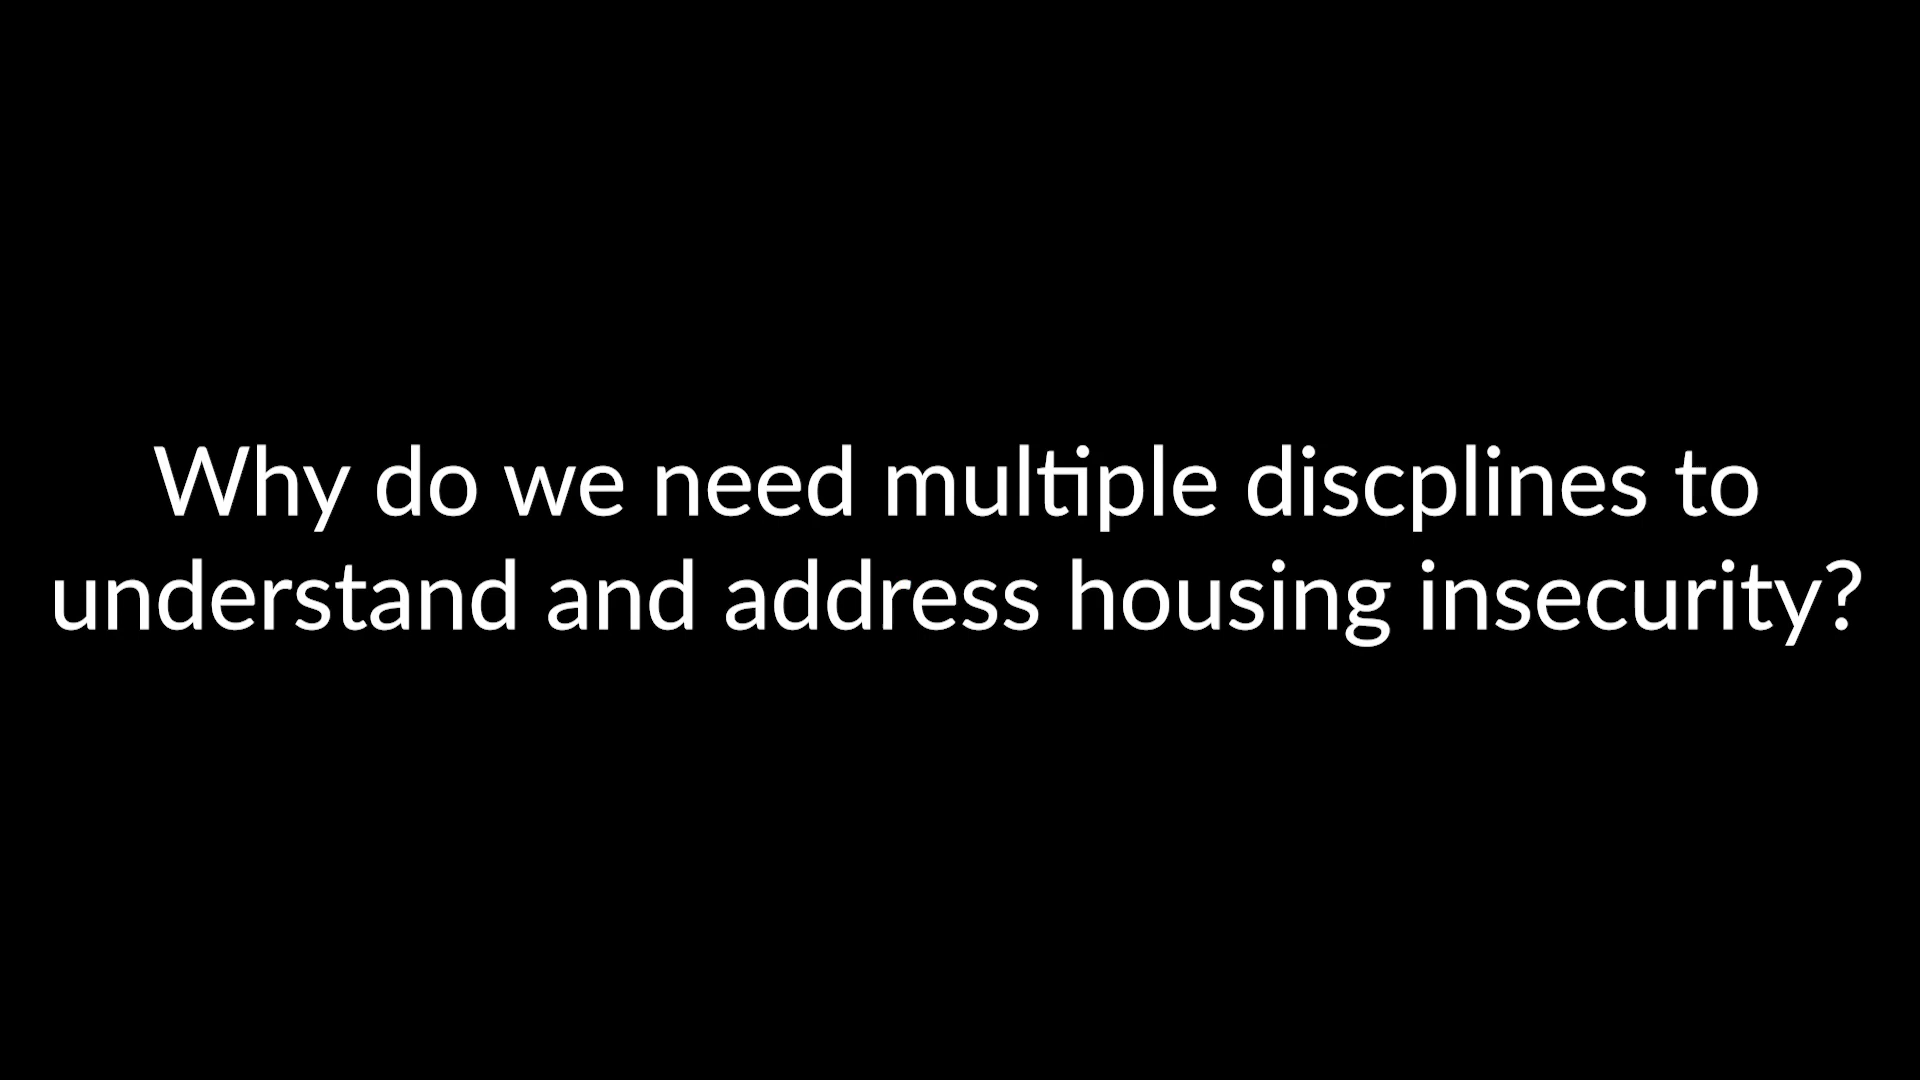 Why do we need multiple discplines to
understand and address housing insecurity?